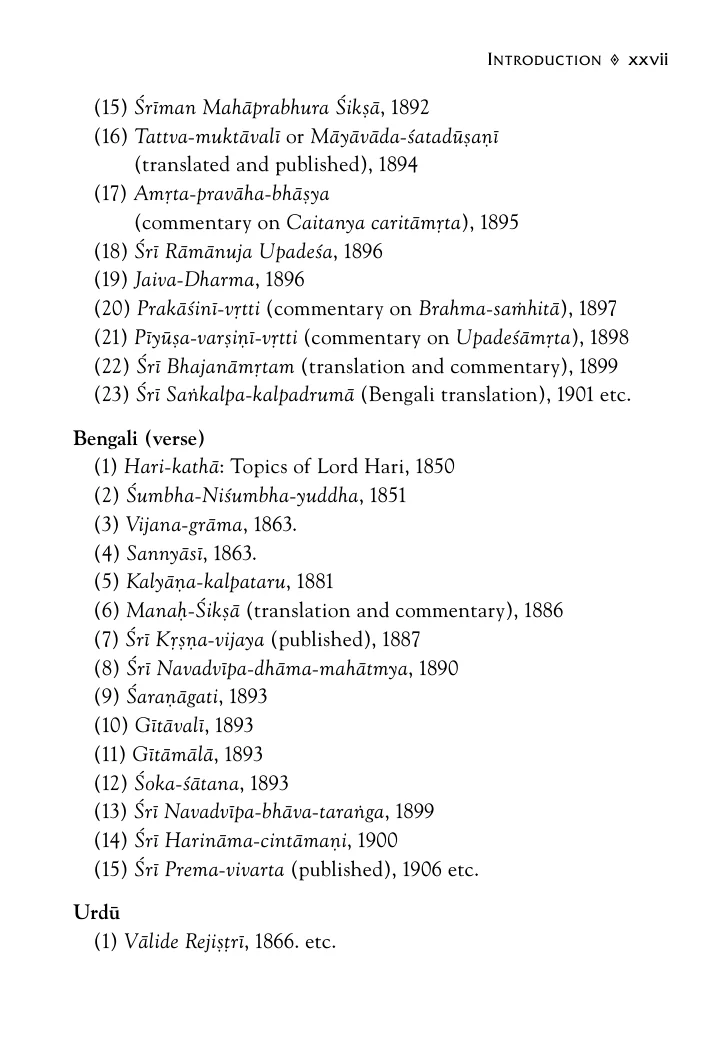 INTRODUCTION ◊ xxvii
(15) Śrīman Mahāprabhura Śikṣā, 1892
(16) Tattva-muktāvalī or Māyāvāda-śatadūṣaṇī
(translated and published), 1894
(17) Amṛta-pravāha-bhāṣya
(commentary on Caitanya caritāmṛta), 1895
(18) Śrī Rāmānuja Upadeśa, 1896
(19) Jaiva-Dharma, 1896
(20) Prakāśinī-vṛtti (commentary on Brahma-saṁhitā), 1897
(21) Pīyūṣa-varṣiṇī-vṛtti (commentary on Upadeśāmṛta), 1898
(22) Śrī Bhajanāmṛtam (translation and commentary), 1899
(23) Śrī Saṅkalpa-kalpadrumā (Bengali translation), 1901 etc.
Bengali (verse)
(1) Hari-kathā: Topics of Lord Hari, 1850
(2) Śumbha-Niśumbha-yuddha, 1851
(3) Vijana-grāma, 1863.
(4) Sannyāsī, 1863.
(5) Kalyāṇa-kalpataru, 1881
(6) Manaḥ-Śikṣā (translation and commentary), 1886
(7) Śrī Kṛṣṇa-vijaya (published), 1887
(8) Śrī Navadvīpa-dhāma-mahātmya, 1890
(9) Śaraṇāgati, 1893
(10) Gītāvalī, 1893
(11) Gītāmālā, 1893
(12) Śoka-śātana, 1893
(13) Śrī Navadvīpa-bhāva-taraṅga, 1899
(14) Śrī Harināma-cintāmaṇi, 1900
(15) Śrī Prema-vivarta (published), 1906 etc.
Urdū
(1) Vālide Rejiṣṭrī, 1866. etc.